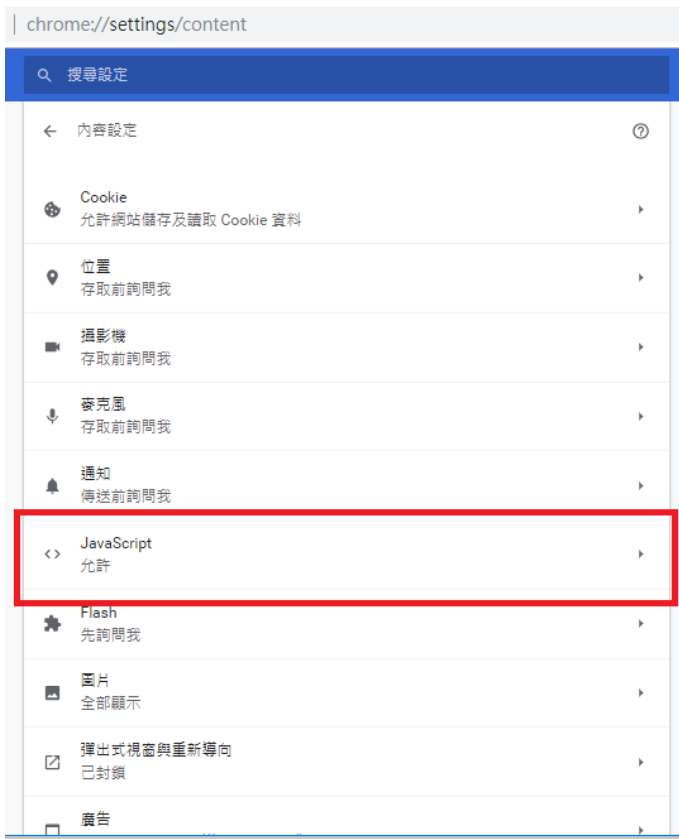 chrome://settings/content
搜尋設定
內容設定
Cookie
允許網站儲存及讀取 Cookie 資料
位置
存取前詢問我
攝影機
存取前詢問我
麥克風
存取前詢問我
通知
傳送前詢問我
JavaScript
允許
Flash
先詢問我
圖片
全部顯示
彈出式視窗與重新導向
已封鎖
廣告